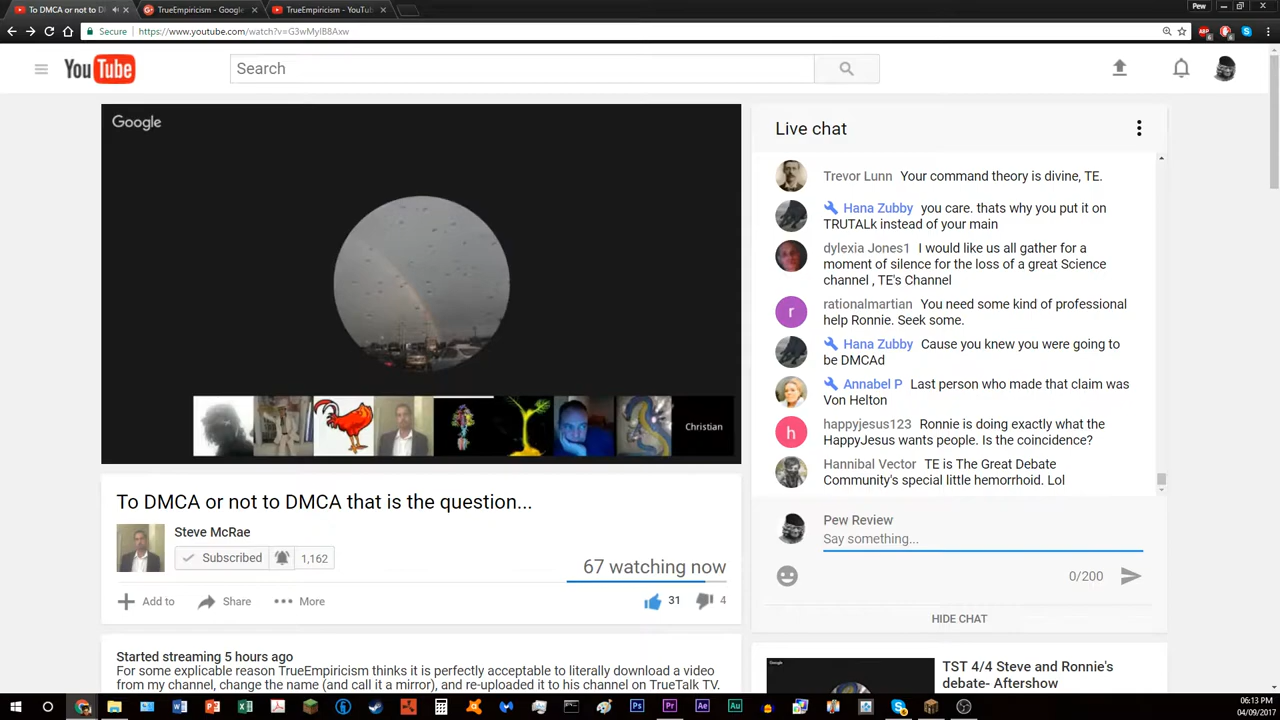 To DMCA or not to D
TrueEmpiricism - Google
TrueEmpiricism - YouTu
Pew
Secure
https://www.youtube.com/watch?v=G3wMyIB8Axw
YouTube
Search
Google
Christian
To DMCA or not to DMCA that is the question...
Steve McRae
Subscribed
1,162
67 watching now
Add to
Share
More
31
4
Started streaming 5 hours ago
For some explicable reason TrueEmpiricism thinks it is perfectly acceptable to literally download a video
from my channel, change the name (and call it a mirror), and re-uploaded it to his channel on TrueTalk TV.
Live chat
Trevor Lunn Your command theory is divine, TE.
Hana Zubby you care. thats why you put it on
TRUTALk instead of your main
dylexia Jones1 I would like us all gather for a
moment of silence for the loss of a great Science
channel , TE's Channel
rationalmartian You need some kind of professional
help Ronnie. Seek some.
r
Hana Zubby Cause you knew you were going to
be DMCAd
Annabel P Last person who made that claim was
Von Helton
happyjesus123 Ronnie is doing exactly what the
HappyJesus wants people. Is the coincidence?
h
Hannibal Vector TE is The Great Debate
Community's special little hemorrhoid. Lol
Pew Review
Say something...
0/200
HIDE CHAT
TST 4/4 Steve and Ronnie's
debate- Aftershow
06:13 PM
04/09/2017